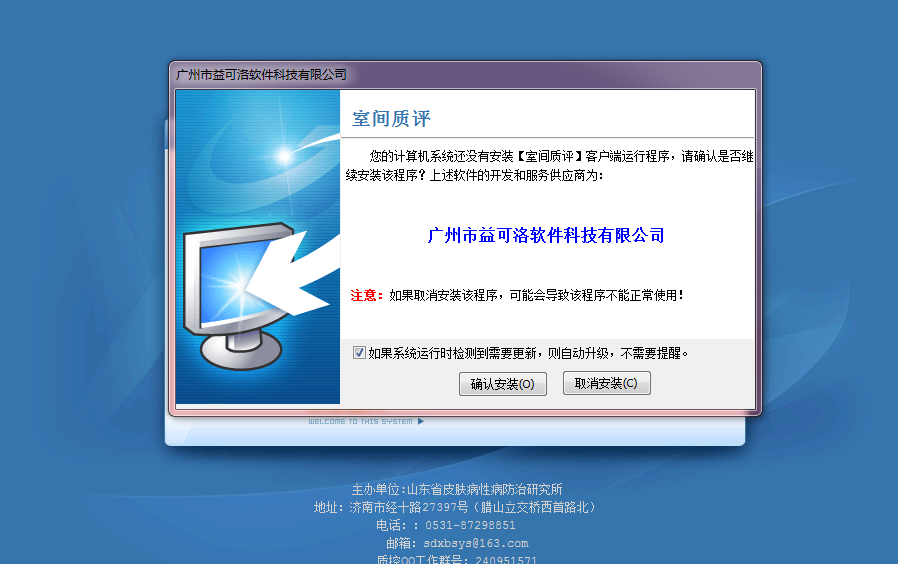 广州市益可洛软件科技有限公司
室间质评
您的计算机系统还没有安装【室间质评】客户端运行程序，请确认是否继
续安装该程序？上述软件的开发和服务供应商为：
广州市益可洛软件科技有限公司
注意：如果取消安装该程序，可能会导致该程序不能正常使用！
如果系统运行时检测到需要更新，则自动升级，不需要提醒。
确认安装(O) 取消安装(C)
WELCOME TO THIS SYSTEM
主办单位:山东省皮肤病性病防治研究所
地址: 济南市经十路27397号（腊山立交桥西首路北）
电话：: 0531-87298851
邮箱: sdxbsys@163.com
质控QQ工作群号: 240951571